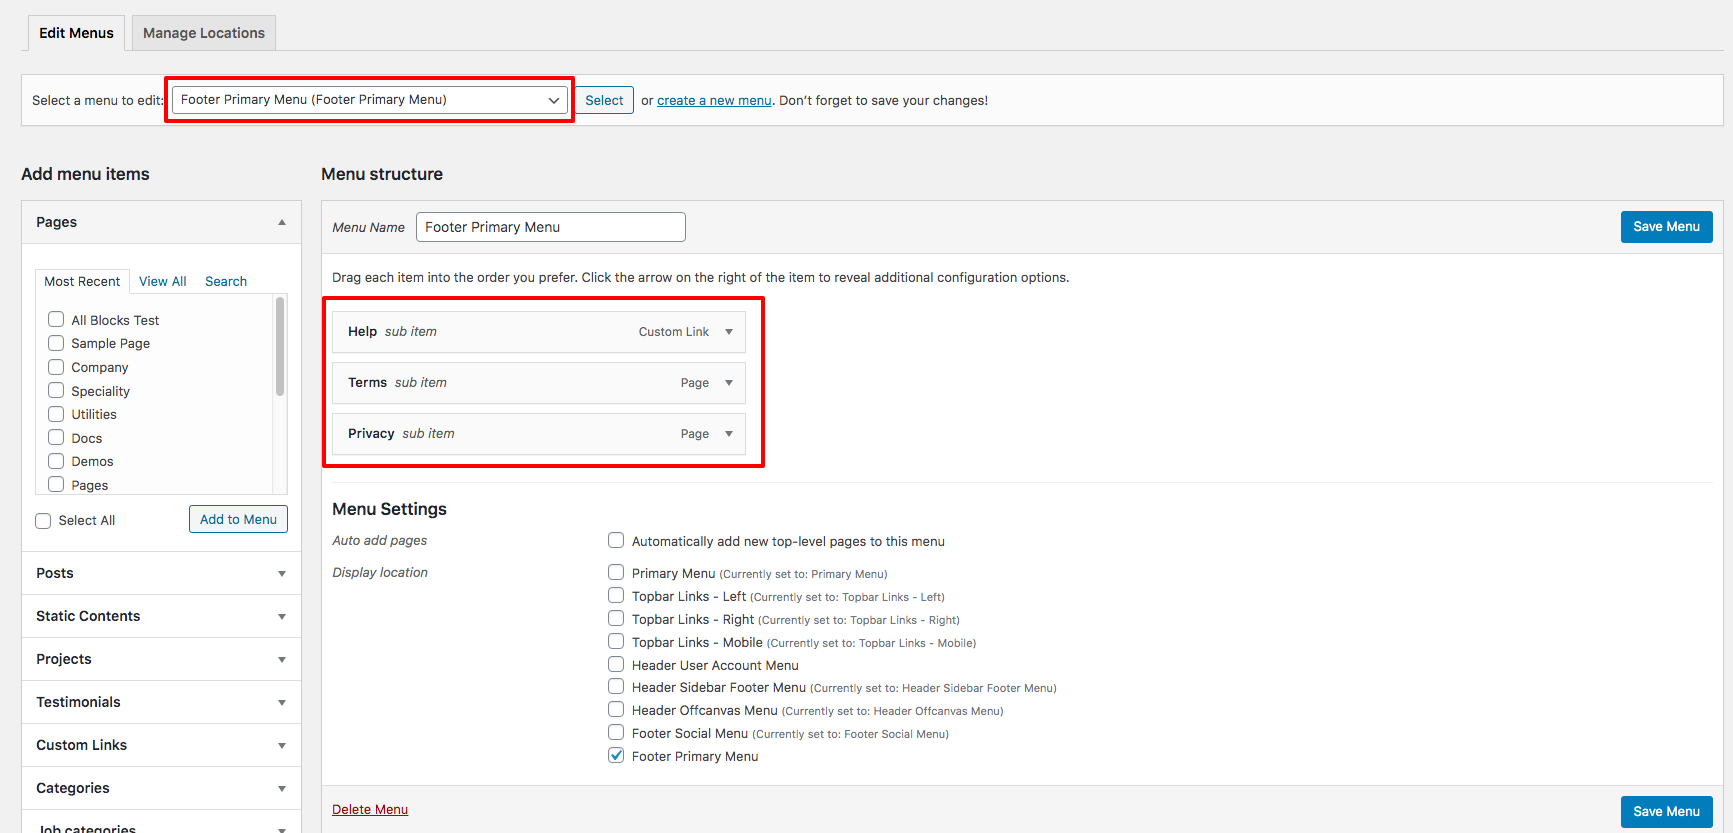 Edit Menus
Manage Locations
Select a menu to edit: Footer Primary Menu (Footer Primary Menu) Select or create a new menu. Don't forget to save your changes!
Add menu items
Pages
Most Recent View All Search
All Blocks Test
Sample Page
Company
Speciality
Utilities
Docs
Demos
Pages
Select All Add to Menu
Posts
Static Contents
Projects
Testimonials
Custom Links
Categories
Job categories
Menu structure
Menu Name Footer Primary Menu Save Menu
Drag each item into the order you prefer. Click the arrow on the right of the item to reveal additional configuration options.
Help sub item Custom Link
Terms sub item Page
Privacy sub item Page
Menu Settings
Auto add pages Automatically add new top-level pages to this menu
Display location Primary Menu (Currently set to: Primary Menu)
Topbar Links - Left (Currently set to: Topbar Links - Left)
Topbar Links - Right (Currently set to: Topbar Links - Right)
Topbar Links - Mobile (Currently set to: Topbar Links - Mobile)
Header User Account Menu
Header Sidebar Footer Menu (Currently set to: Header Sidebar Footer Menu)
Header Offcanvas Menu (Currently set to: Header Offcanvas Menu)
Footer Social Menu (Currently set to: Footer Social Menu)
Footer Primary Menu
Delete Menu Save Menu